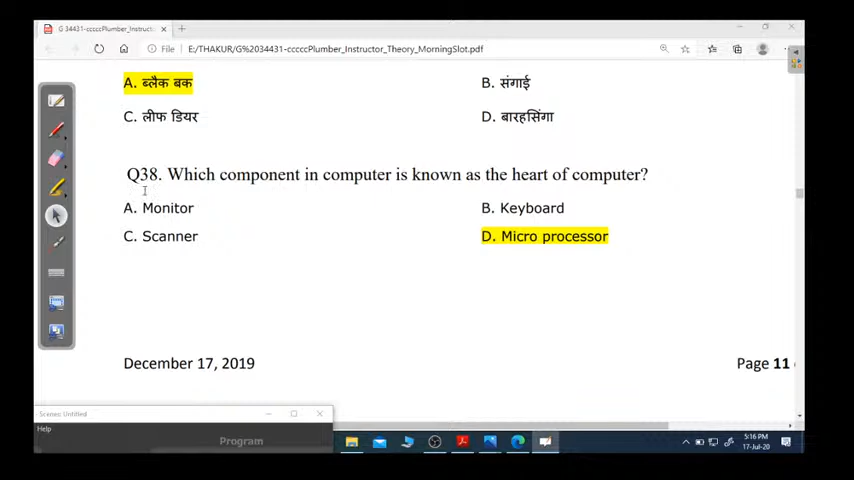 G 34431-cccccPlumber_Instructo
File
E:/THAKUR/G%2034431-cccccPlumber_Instructor_Theory_MorningSlot.pdf
A. ब्लैक बक
B. संगाई
C. लीफ डियर
D. बारहसिंगा
Q38. Which component in computer is known as the heart of computer?
A. Monitor
B. Keyboard
C. Scanner
D. Micro processor
December 17, 2019
Page 11
Scenes: Untitled
Help
Program
5:16 PM
17-Jul-20